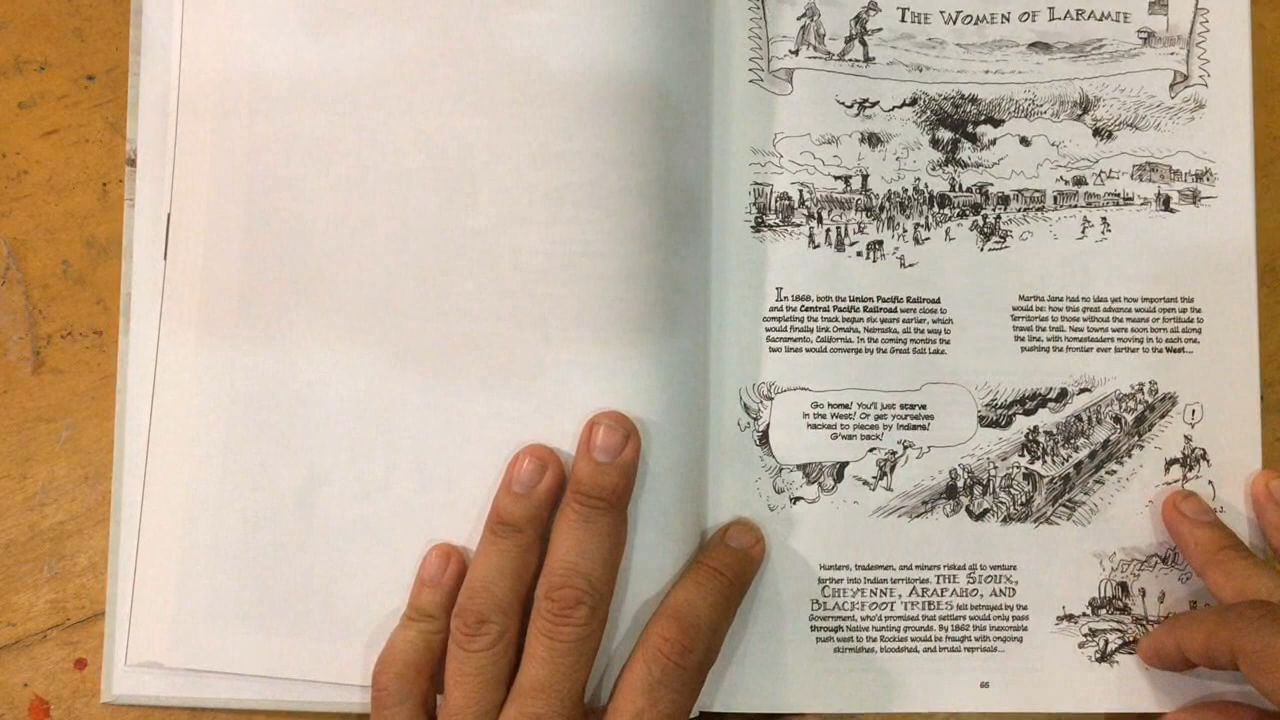 THE WOMEN OF LARAMIE
In 1868, both the Union Pacific Railroad
and the Central Pacific Railroad were close to
completing the track begun six years earlier, which
would finally link Omaha, Nebraska, all the way to
Sacramento, California. In the coming months the
two lines would converge by the Great Salt Lake.
Martha Jane had no idea yet how important this
would be: how this great advance would open up the
Territories to those without the means or fortitude to
travel the trail. New towns were soon born all along
the line, with homesteaders moving in to each one,
pushing the frontier ever farther to the West...
Go home! You'll just starve
in the West! Or get yourselves
hacked to pieces by Indians!
G'wan back!
!
Hunters, tradesmen, and miners risked all to venture
farther into Indian territories. THE SIOUX,
CHEYENNE, ARAPAHO, AND
BLACKFOOT TRIBES felt betrayed by the
Government, who'd promised that settlers would only pass
through Native hunting grounds. By 1862 this inexorable
push west to the Rockies would be fraught with ongoing
skirmishes, bloodshed, and brutal reprisals...
65